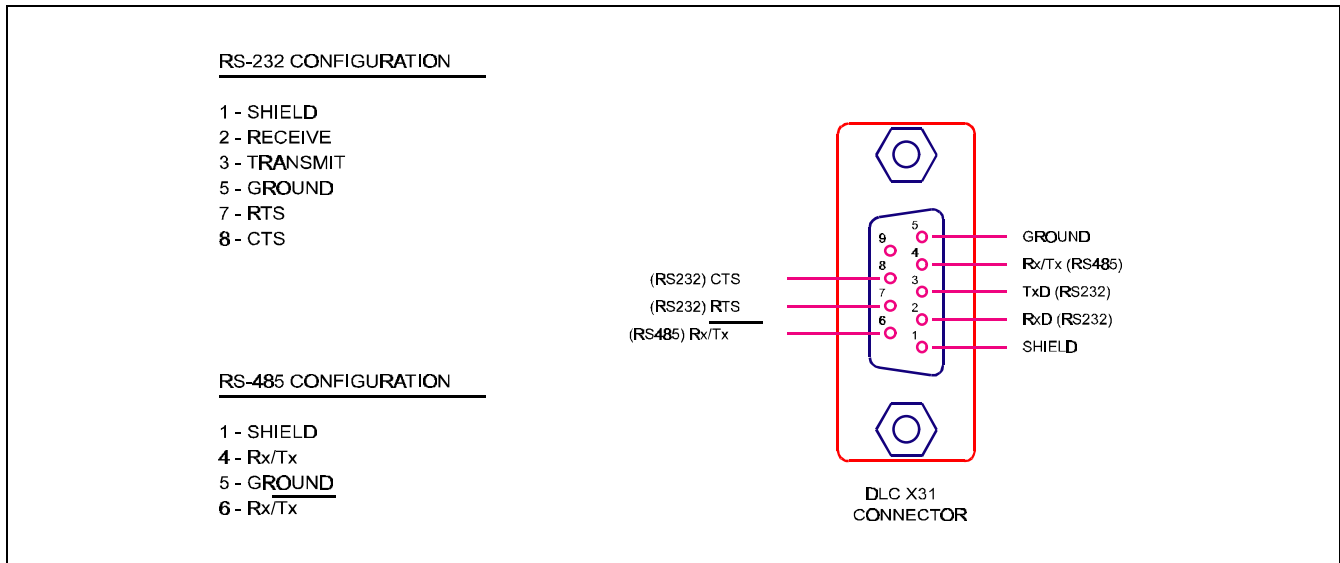 RS-232 CONFIGURATION
1 - SHIELD
2 - RECEIVE
3 - TRANSMIT
5 - GROUND
7 - RTS
8 - CTS
RS-485 CONFIGURATION
1 - SHIELD
4 - Rx/Tx
5 - GROUND
6 - Rx/Tx
(RS232) CTS
(RS232) RTS
(RS485) Rx/Tx
9
8
7
6
5
4
3
2
1
GROUND
Rx/Tx (RS485)
TxD (RS232)
RxD (RS232)
SHIELD
DLC X31
CONNECTOR